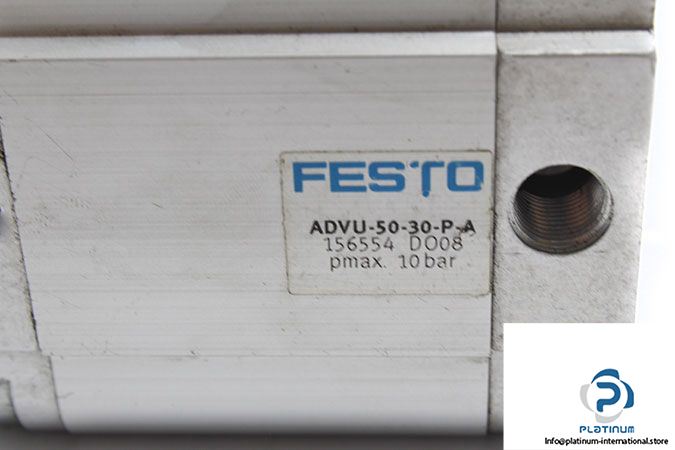 FESTO
ADVU-50-30-P-A
156554 DO08
pmax. 10bar
PLATINUM
Info@platinum-international.store